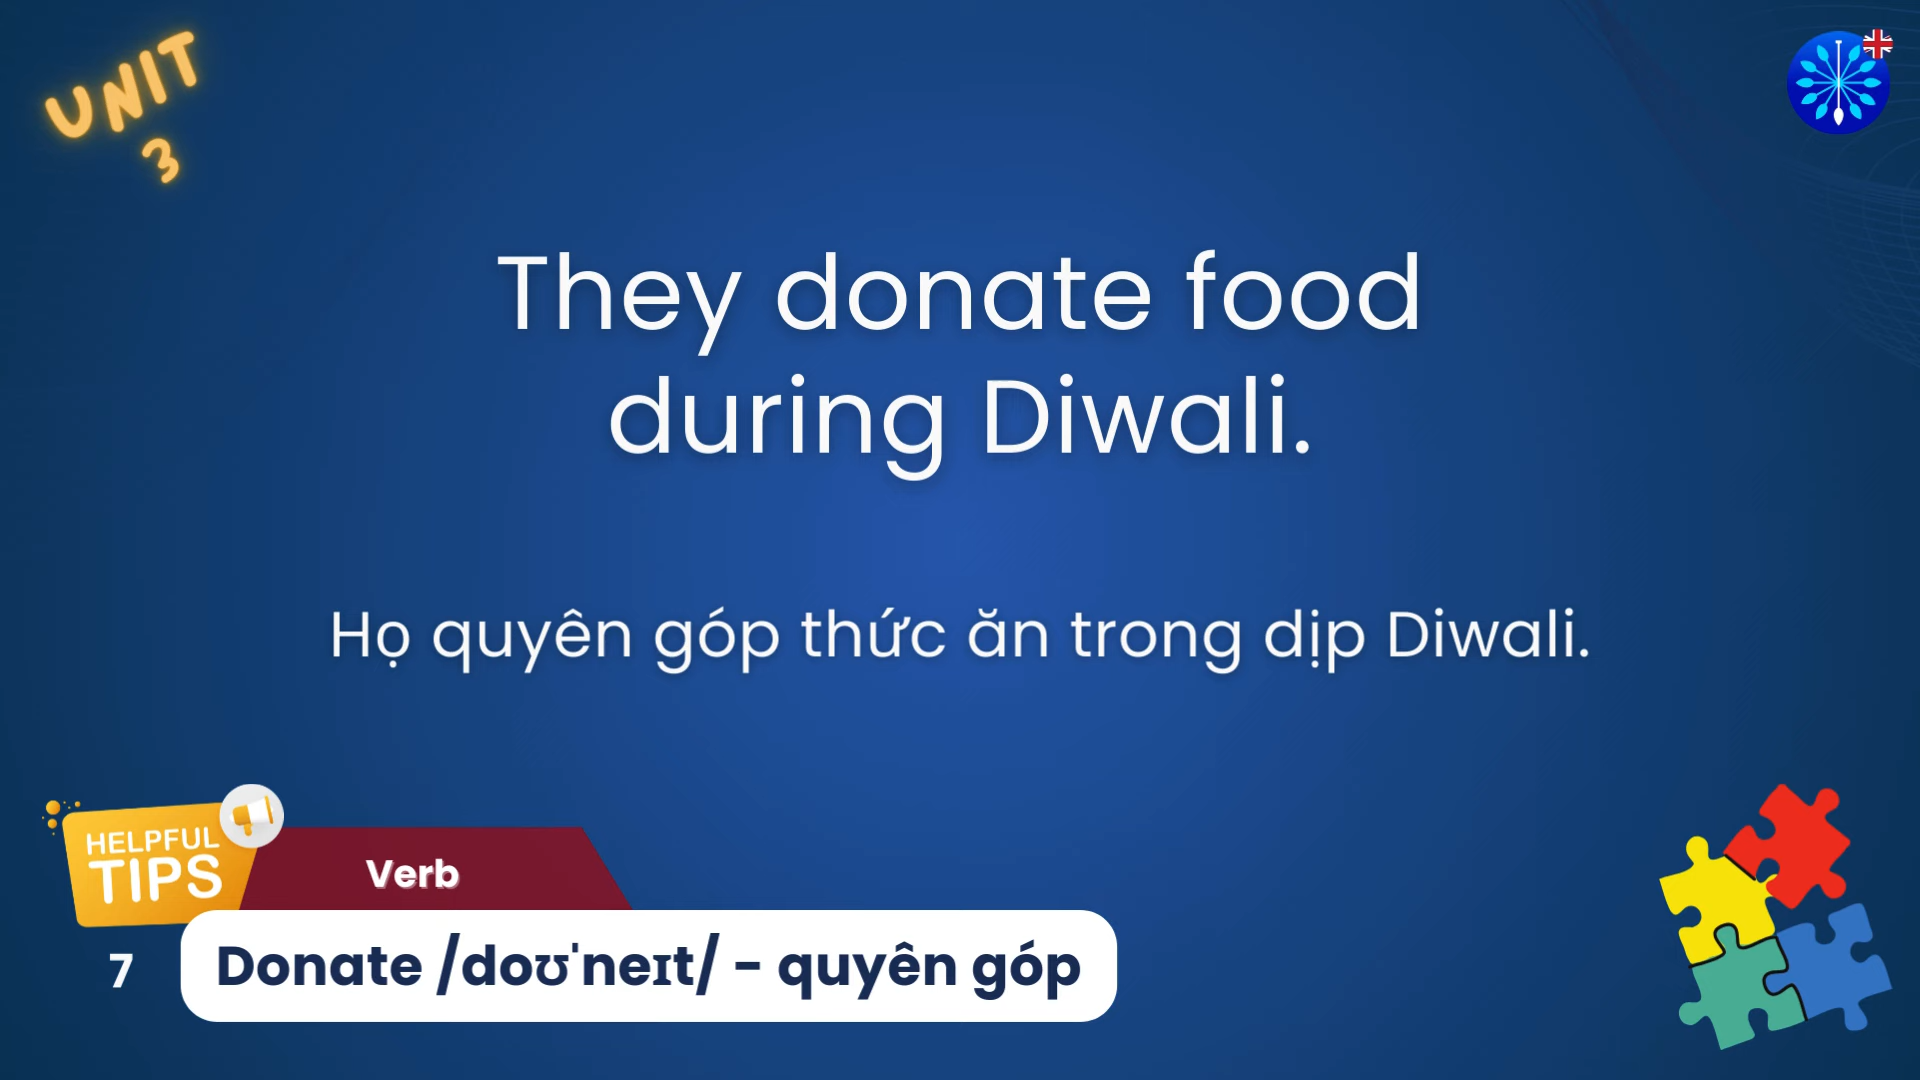 UNIT
3
They donate food
during Diwali.
Họ quyên góp thức ăn trong dịp Diwali.
HELPFUL
TIPS
Verb
7
Donate /doʊˈneɪt/ - quyên góp